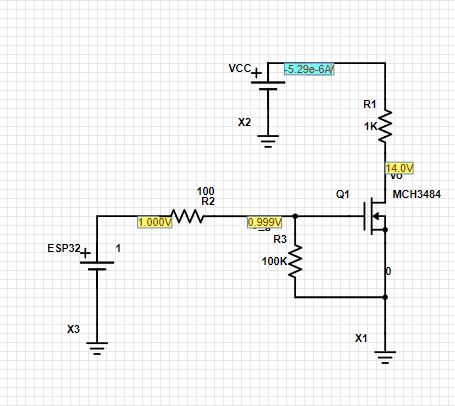 VCC
-5.29e-6A
R1
X2
1K
14.0V
Q1
MCH3484
100
R2
1.000V
0.999V
R3
ESP32
1
100K
0
X3
X1